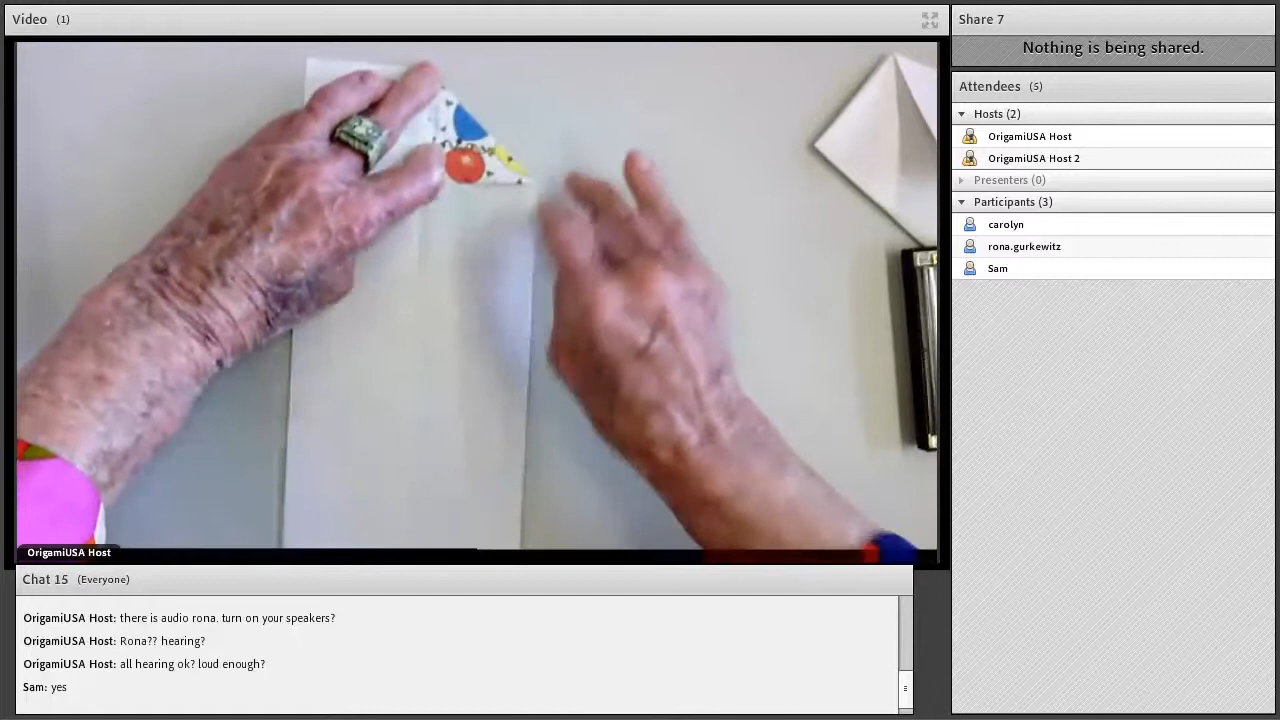 Video (1)
OrigamiUSA Host
Chat 15 (Everyone)
OrigamiUSA Host: there is audio rona. turn on your speakers?
OrigamiUSA Host: Rona?? hearing?
OrigamiUSA Host: all hearing ok? loud enough?
Sam: yes
Share 7
Nothing is being shared.
Attendees (5)
Hosts (2)
OrigamiUSA Host
OrigamiUSA Host 2
Presenters (0)
Participants (3)
carolyn
rona.gurkewitz
Sam